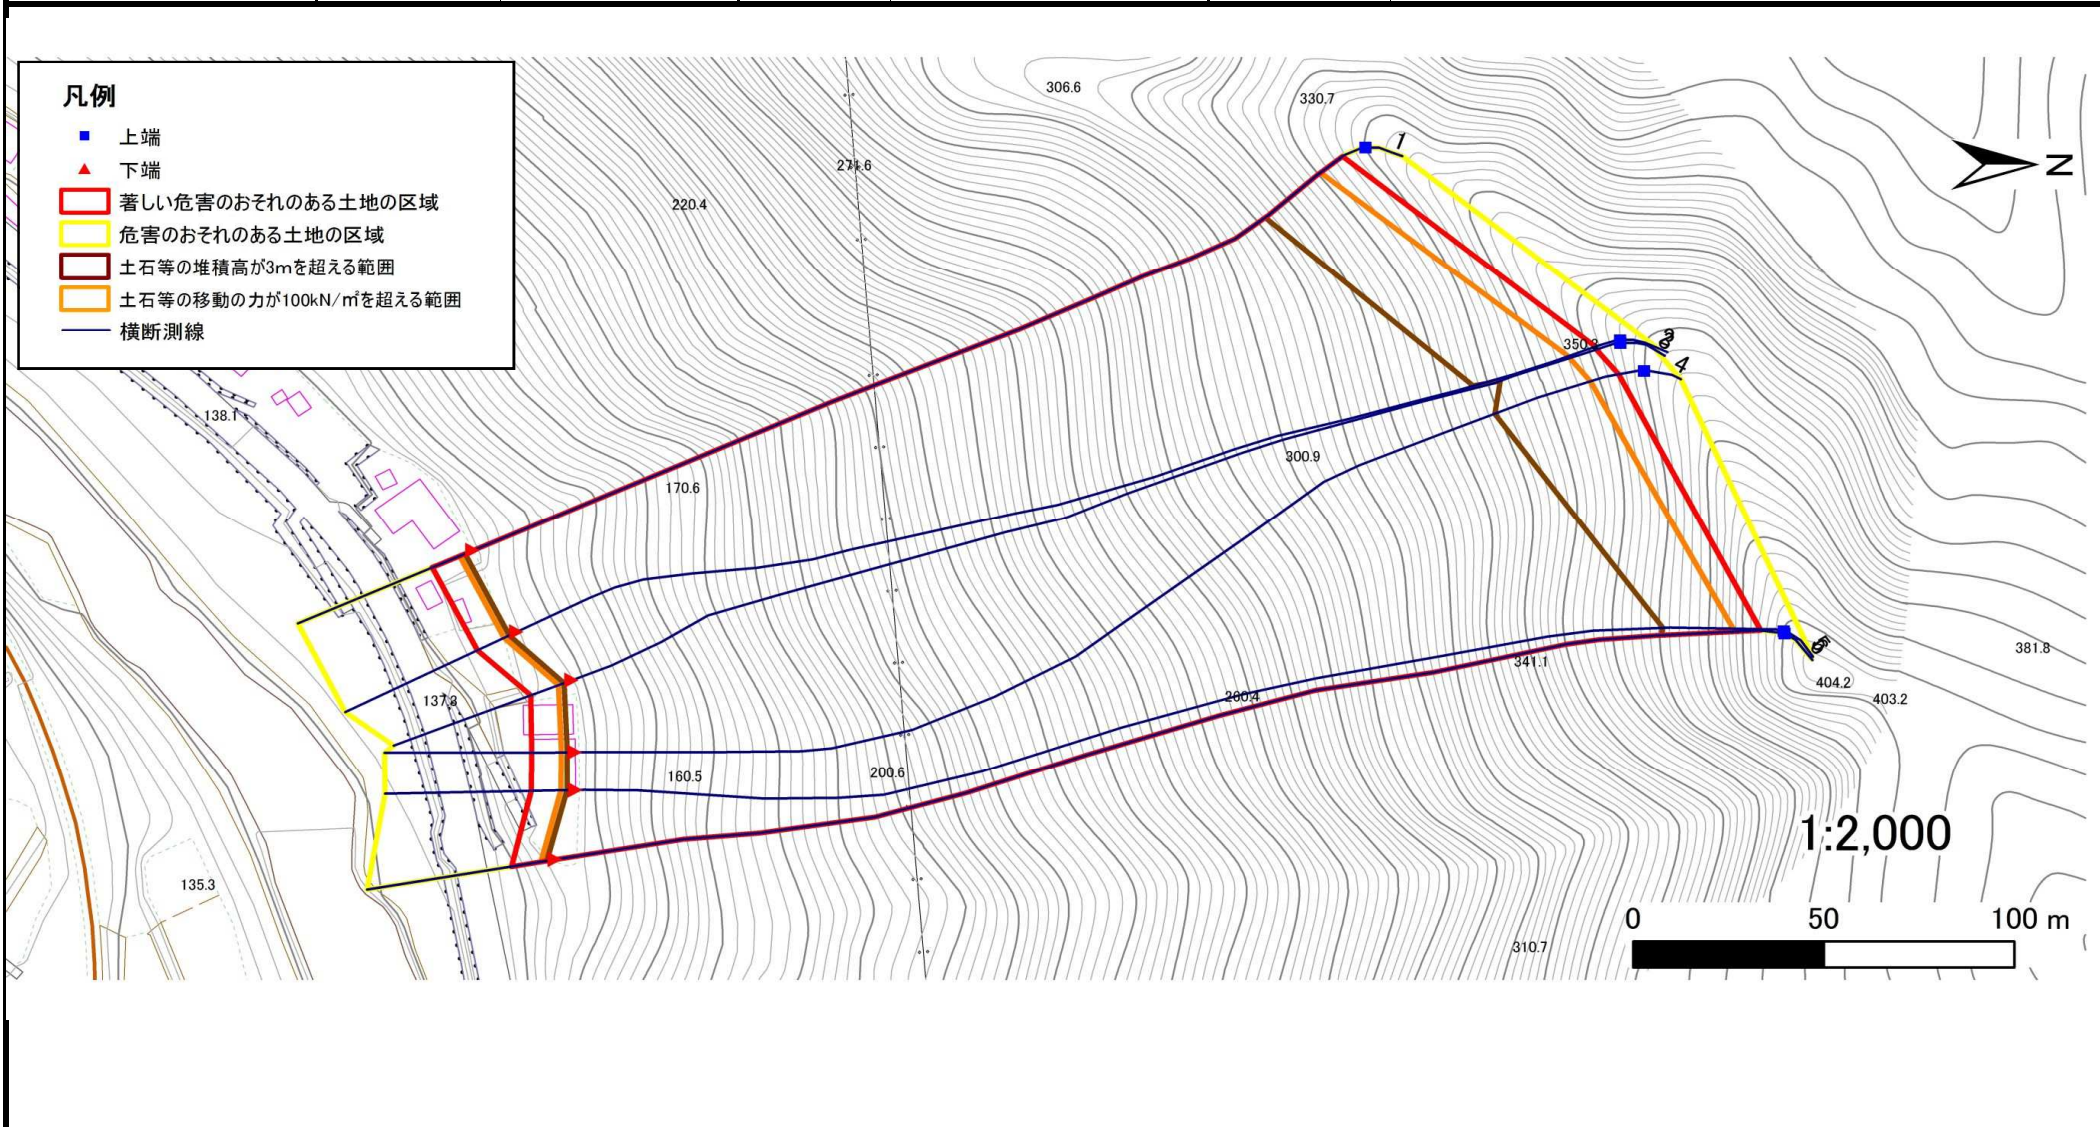 凡例
上端
下端
著しい危害のおそれのある土地の区域
危害のおそれのある土地の区域
土石等の堆積高が3mを超える範囲
土石等の移動の力が100kN/㎡を超える範囲
横断測線
306.6
330.7
1
N
271.6
220.4
2
4
138.1
300.9
170.6
341.1
381.8
404.2
403.2
260.4
137.3
160.5
200.6
1:2,000
135.3
310.7
0 50 100 m